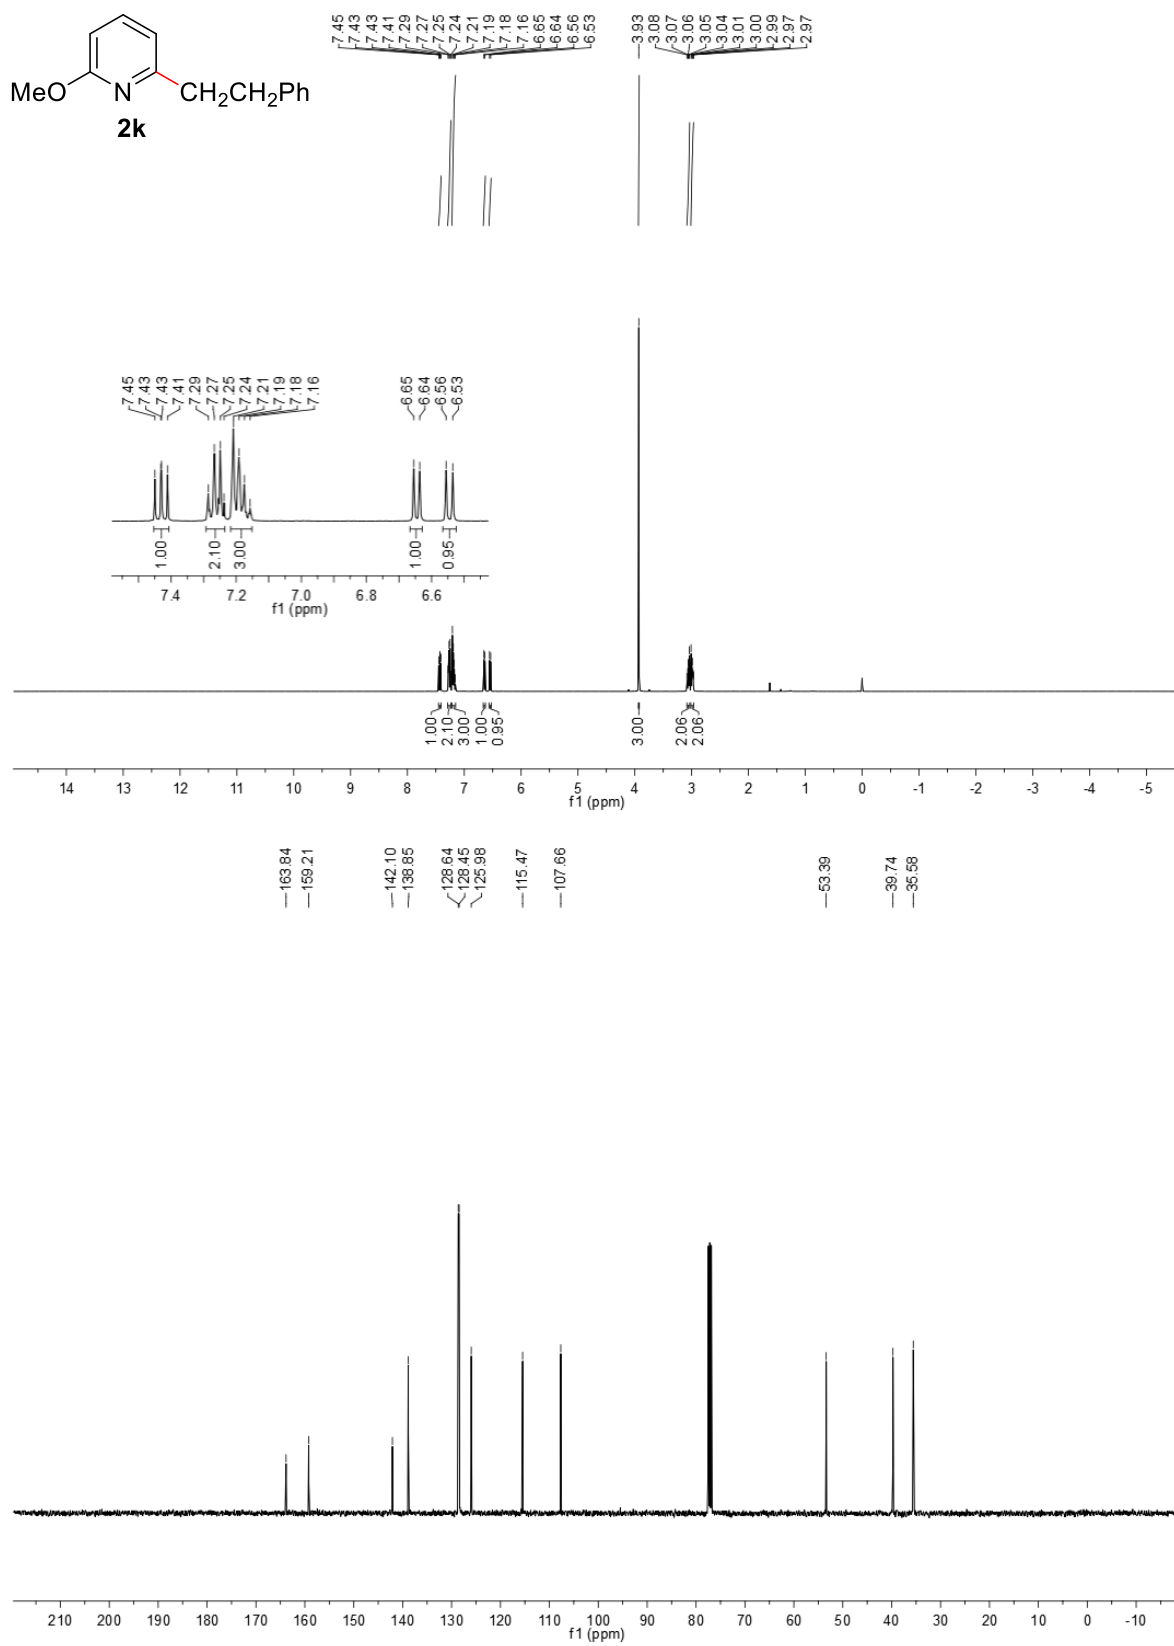 7.45 7.43 7.43 7.41 7.29 7.27 7.25 7.24 7.21 7.19 7.18 7.16 6.65 6.64 6.56 6.53 3.93 3.08 3.07 3.06 3.05 3.04 3.01 3.00 2.99 2.97 2.97
N
MeO
CH2CH2Ph
2k
7.45 7.43 7.43 7.41 7.29 7.27 7.25 7.24 7.21 7.19 7.18 7.16 6.65 6.64 6.56 6.53
1.00 2.10 3.00 1.00 0.95
7.4 7.2 7.0 6.8 6.6
f1 (ppm)
1.00 2.10 3.00 1.00 0.95 3.00 2.06 2.06
14 13 12 11 10 9 8 7 6 5 4 3 2 1 0 -1 -2 -3 -4 -5
f1 (ppm)
163.84 159.21 142.10 138.85 128.64 128.45 125.98 115.47 107.66 53.39 39.74 35.58
210 200 190 180 170 160 150 140 130 120 110 100 90 80 70 60 50 40 30 20 10 0 -10
f1 (ppm)